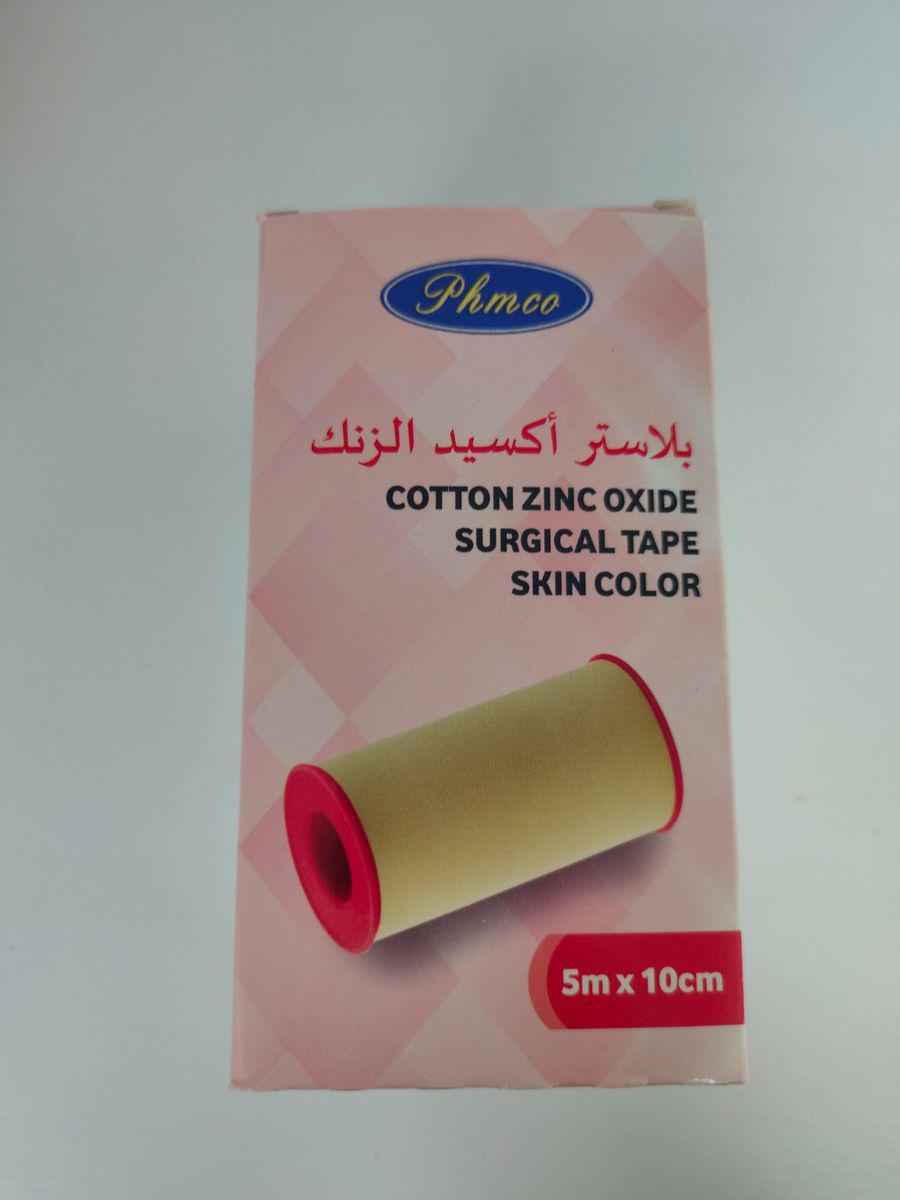 Phmco
بلاستر أكسيد الزنك
COTTON ZINC OXIDE
SURGICAL TAPE
SKIN COLOR
5m x 10cm